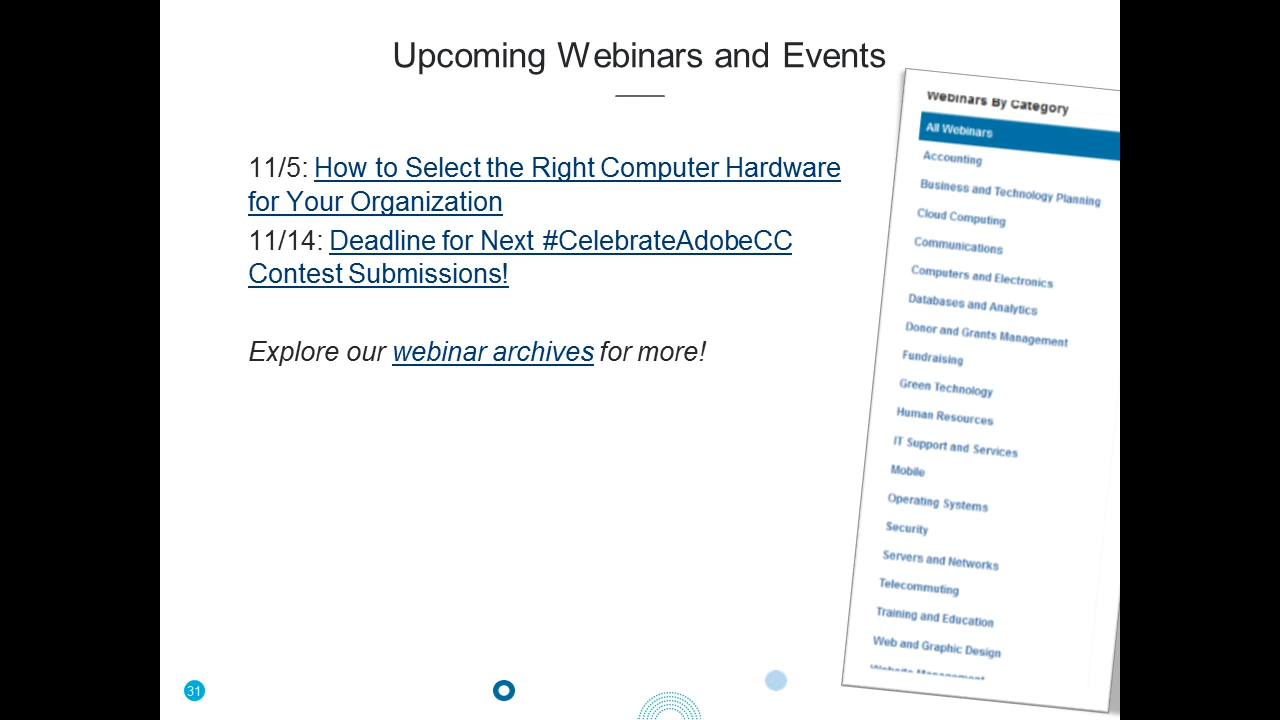 Upcoming Webinars and Events
11/5: How to Select the Right Computer Hardware
for Your Organization
11/14: Deadline for Next #CelebrateAdobeCC
Contest Submissions!
Explore our webinar archives for more!
Webinars By Category
All Webinars
Accounting
Business and Technology Planning
Cloud Computing
Communications
Computers and Electronics
Databases and Analytics
Donor and Grants Management
Fundraising
Green Technology
Human Resources
IT Support and Services
Mobile
Operating Systems
Security
Servers and Networks
Telecommuting
Training and Education
Web and Graphic Design
Website Management
31